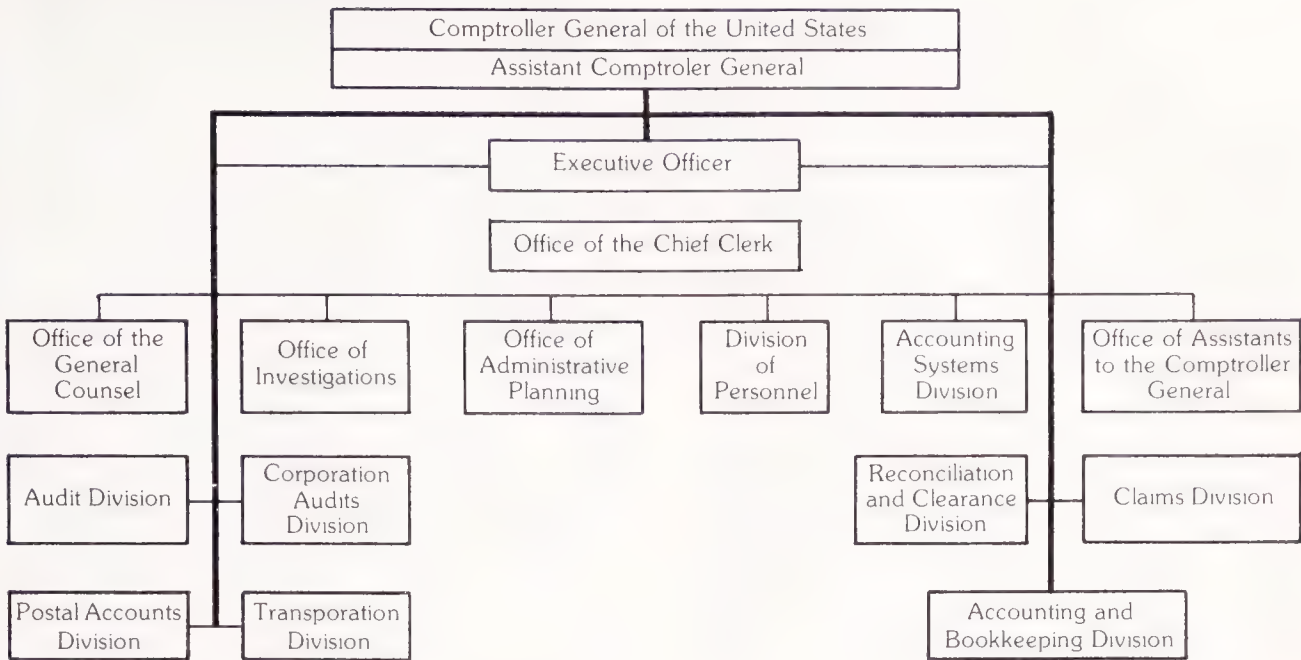 Comptroller General of the United States
Assistant Comptroler General
Executive Officer
Office of the Chief Clerk
Office of the
General
Counsel
Office of
Investigations
Office of
Administrative
Planning
Division
of
Personnel
Accounting
Systems
Division
Office of Assistants
to the Comptroller
General
Audit Division
Corporation
Audits
Division
Reconciliation
and Clearance
Division
Claims Division
Postal Accounts
Division
Transporation
Division
Accounting and
Bookkeeping Division